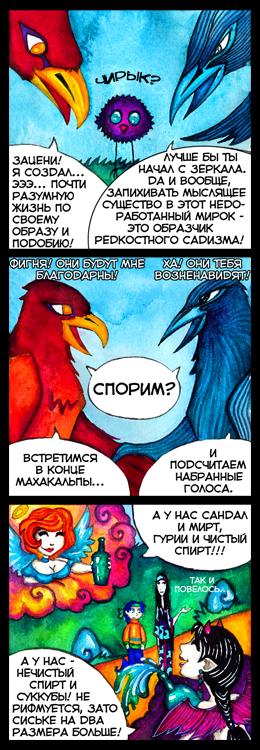 ЧИРЫК?
ЗАЦЕНИ!
Я СОЗДАЛ...
ЭЭЭ... ПОЧТИ
РАЗУМНУЮ
ЖИЗНЬ ПО
СВОЕМУ
ОБРАЗУ И
ПОДОБИЮ!
ЛУЧШЕ БЫ ТЫ
НАЧАЛ С ЗЕРКАЛА.
ДА И ВООБЩЕ,
ЗАПИХИВАТЬ МЫСЛЯЩЕЕ
СУЩЕСТВО В ЭТОТ НЕДО-
РАБОТАННЫЙ МИРОК -
ЭТО ОБРАЗЧИК
РЕДКОСТНОГО САДИЗМА!
ФИГНЯ! ОНИ БУДУТ МНЕ
БЛАГОДАРНЫ!
ХА! ОНИ ТЕБЯ
ВОЗНЕНАВИДЯТ!
СПОРИМ?
ВСТРЕТИМСЯ
В КОНЦЕ
МАХАКАЛЬПЫ...
И
ПОДСЧИТАЕМ
НАБРАННЫЕ
ГОЛОСА.
А У НАС САНДАЛ
И МИРТ,
ГУРИИ И ЧИСТЫЙ
СПИРТ!!!
ТАК И
ПОВЕЛОСЬ...
А У НАС -
НЕЧИСТЫЙ
СПИРТ И
СУККУБЫ! НЕ
РИФМУЕТСЯ, ЗАТО
СИСЬКЕ НА ДВА
РАЗМЕРА БОЛЬШЕ!